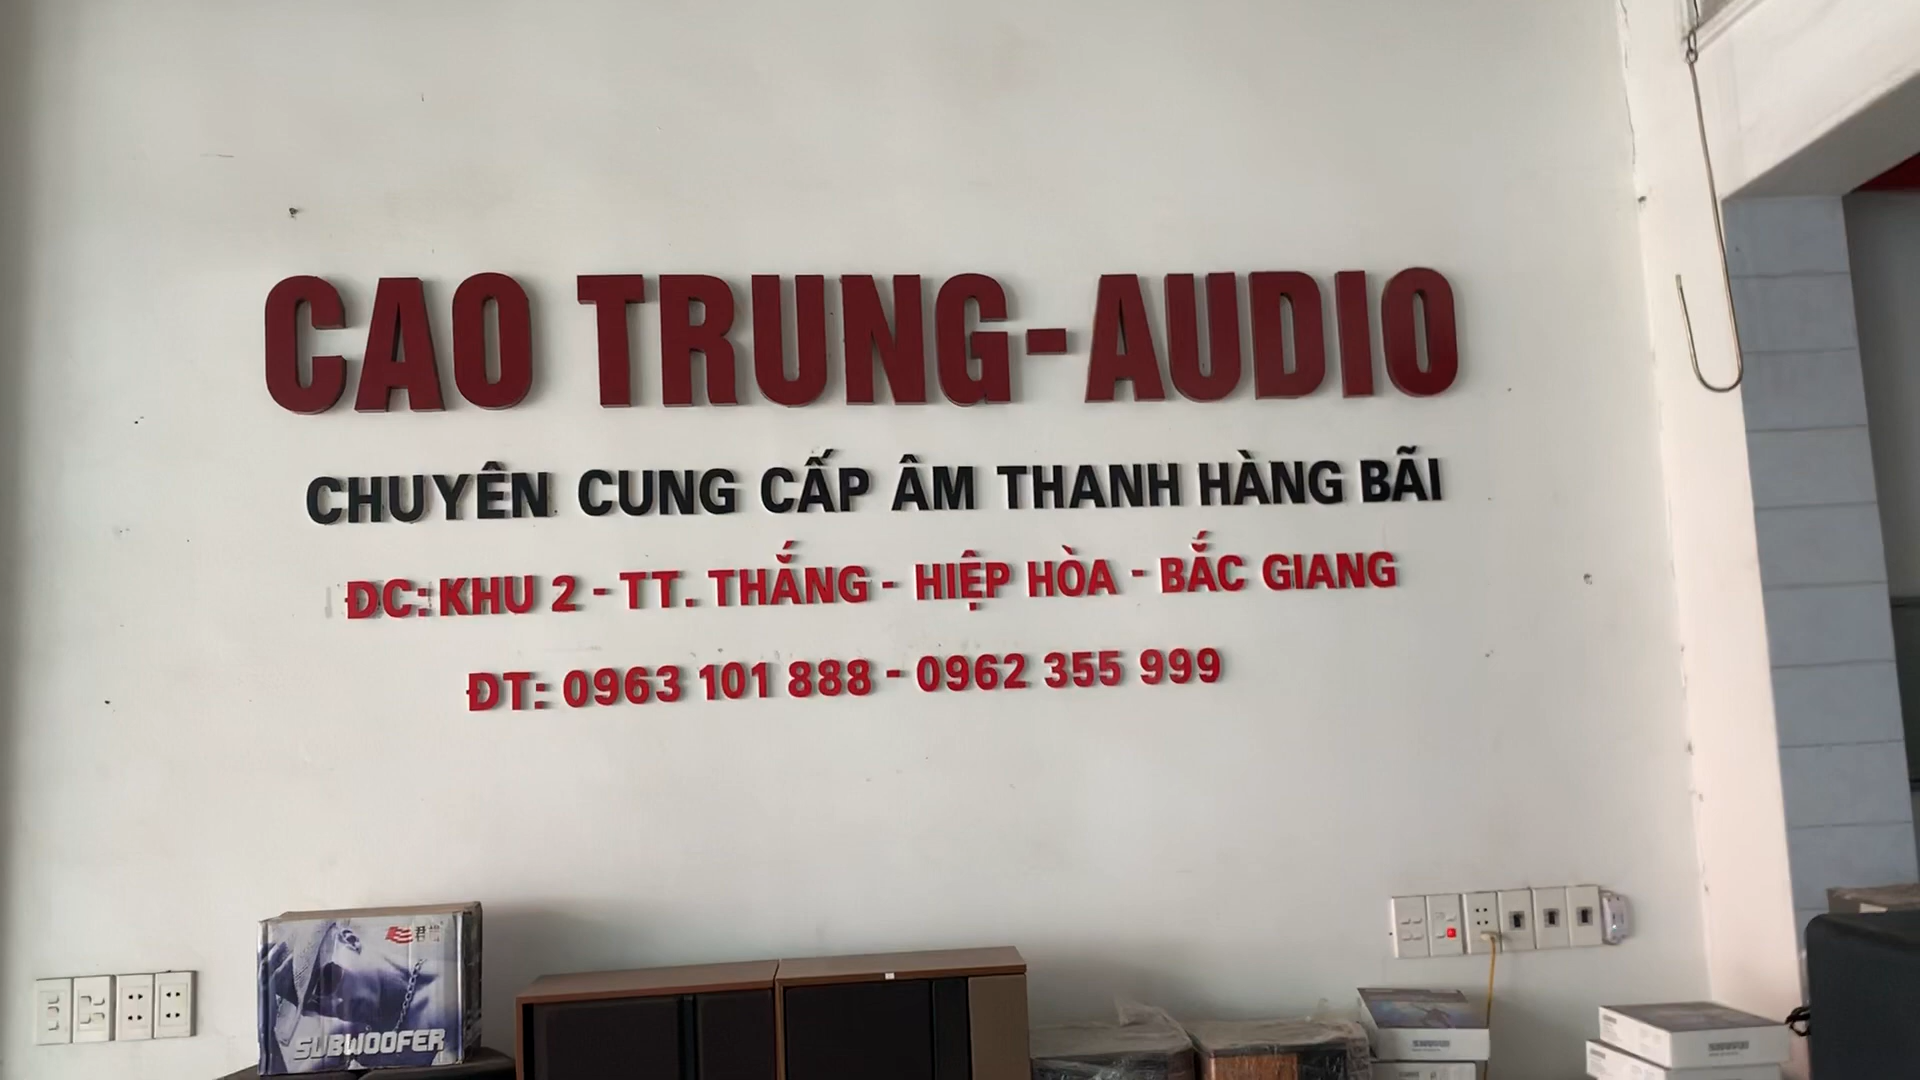 CAO TRUNG-AUDIO
CHUYÊN CUNG CẤP ÂM THANH HÀNG BÃI
ĐC: KHU 2 - TT. THẮNG - HIỆP HÒA - BẮC GIANG
ĐT: 0963 101 888 - 0962 355 999
SUBWOOFER